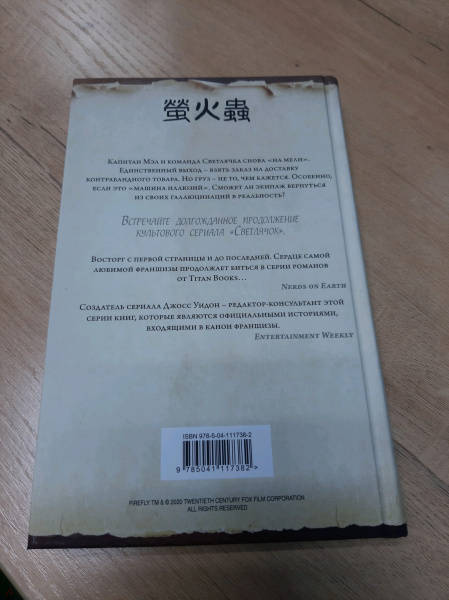 螢火蟲
Капитан Мэл и команда Светлячка снова «на мели».
Единственный выход – взять заказ на доставку
контрабандного товара. Но груз – не то, чем кажется. Особенно,
если это «машина иллюзий». Сможет ли экипаж вернуться
из своих галлюцинаций в реальность?
Встречайте долгожданное продолжение
культового сериала «Светлячок».
Восторг с первой страницы и до последней. Сердце самой
любимой франшизы продолжает биться в серии романов
от Titan Books…
Nerds on Earth
Создатель сериала Джосс Уидон – редактор-консультант этой
серии книг, которые являются официальными историями,
входящими в канон франшизы.
Entertainment Weekly
ISBN 978-5-04-111738-2
9 785041 117382 >
FIREFLY TM & © 2020 TWENTIETH CENTURY FOX FILM CORPORATION.
ALL RIGHTS RESERVED